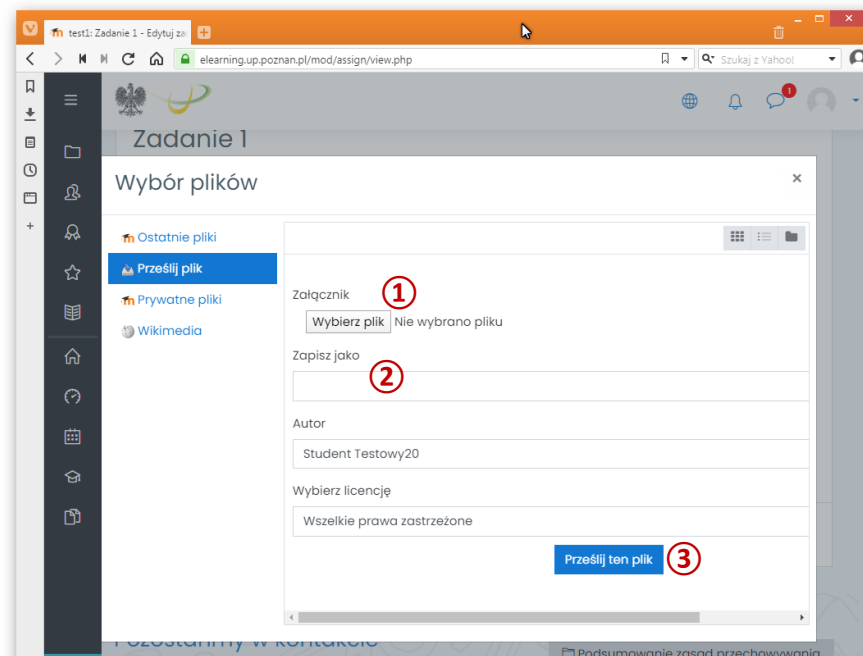 test1: Zadanie 1 - Edytuj za
elearning.up.poznan.pl/mod/assign/view.php
Szukaj z Yahoo!
1
Zadanie 1
Wybór plików
Ostatnie pliki
Prześlij plik
Prywatne pliki
Wikimedia
Załącznik
1
Wybierz plik Nie wybrano pliku
Zapisz jako
2
Autor
Student Testowy20
Wybierz licencję
Wszelkie prawa zastrzeżone
Prześlij ten plik
3
Pozostańmy w kontakcie
Podsumowanie zasad przechowywania